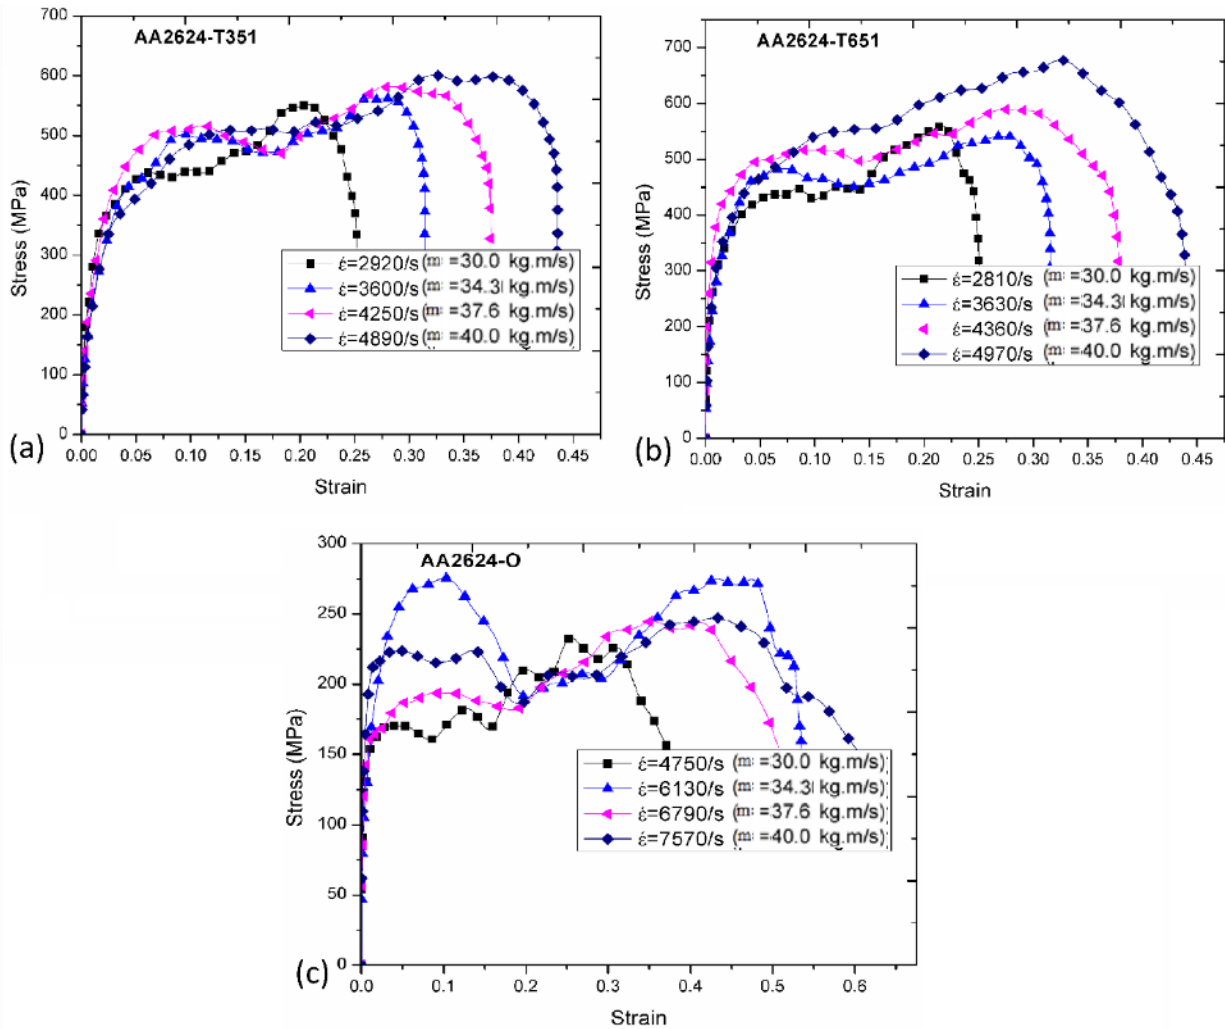 AA2624-T351
Stress (MPa)
700
600
500
400
300
200
100
0
0.00 0.05 0.10 0.15 0.20 0.25 0.30 0.35 0.40 0.45
Strain
έ=2920/s (m =30.0 kg.m/s)
έ=3600/s (m =34.3 kg.m/s)
έ=4250/s (m =37.6 kg.m/s)
έ=4890/s (m =40.0 kg.m/s)
(a)
AA2624-T651
Stress (MPa)
700
600
500
400
300
200
100
0
0.00 0.05 0.10 0.15 0.20 0.25 0.30 0.35 0.40 0.45
Strain
έ=2810/s (m: =30.0 kg.m/s)
έ=3630/s (m: =34.3 kg.m/s)
έ=4360/s (m: =37.6 kg.m/s)
έ=4970/s (m: =40.0 kg.m/s)
(b)
AA2624-O
Stress (MPa)
300
250
200
150
100
50
0
0.0 0.1 0.2 0.3 0.4 0.5 0.6
Strain
έ=4750/s (m: =30.0 kg.m/s)
έ=6130/s (m: =34.3 kg.m/s)
έ=6790/s (m: =37.6 kg.m/s)
έ=7570/s (m: =40.0 kg.m/s)
(c)